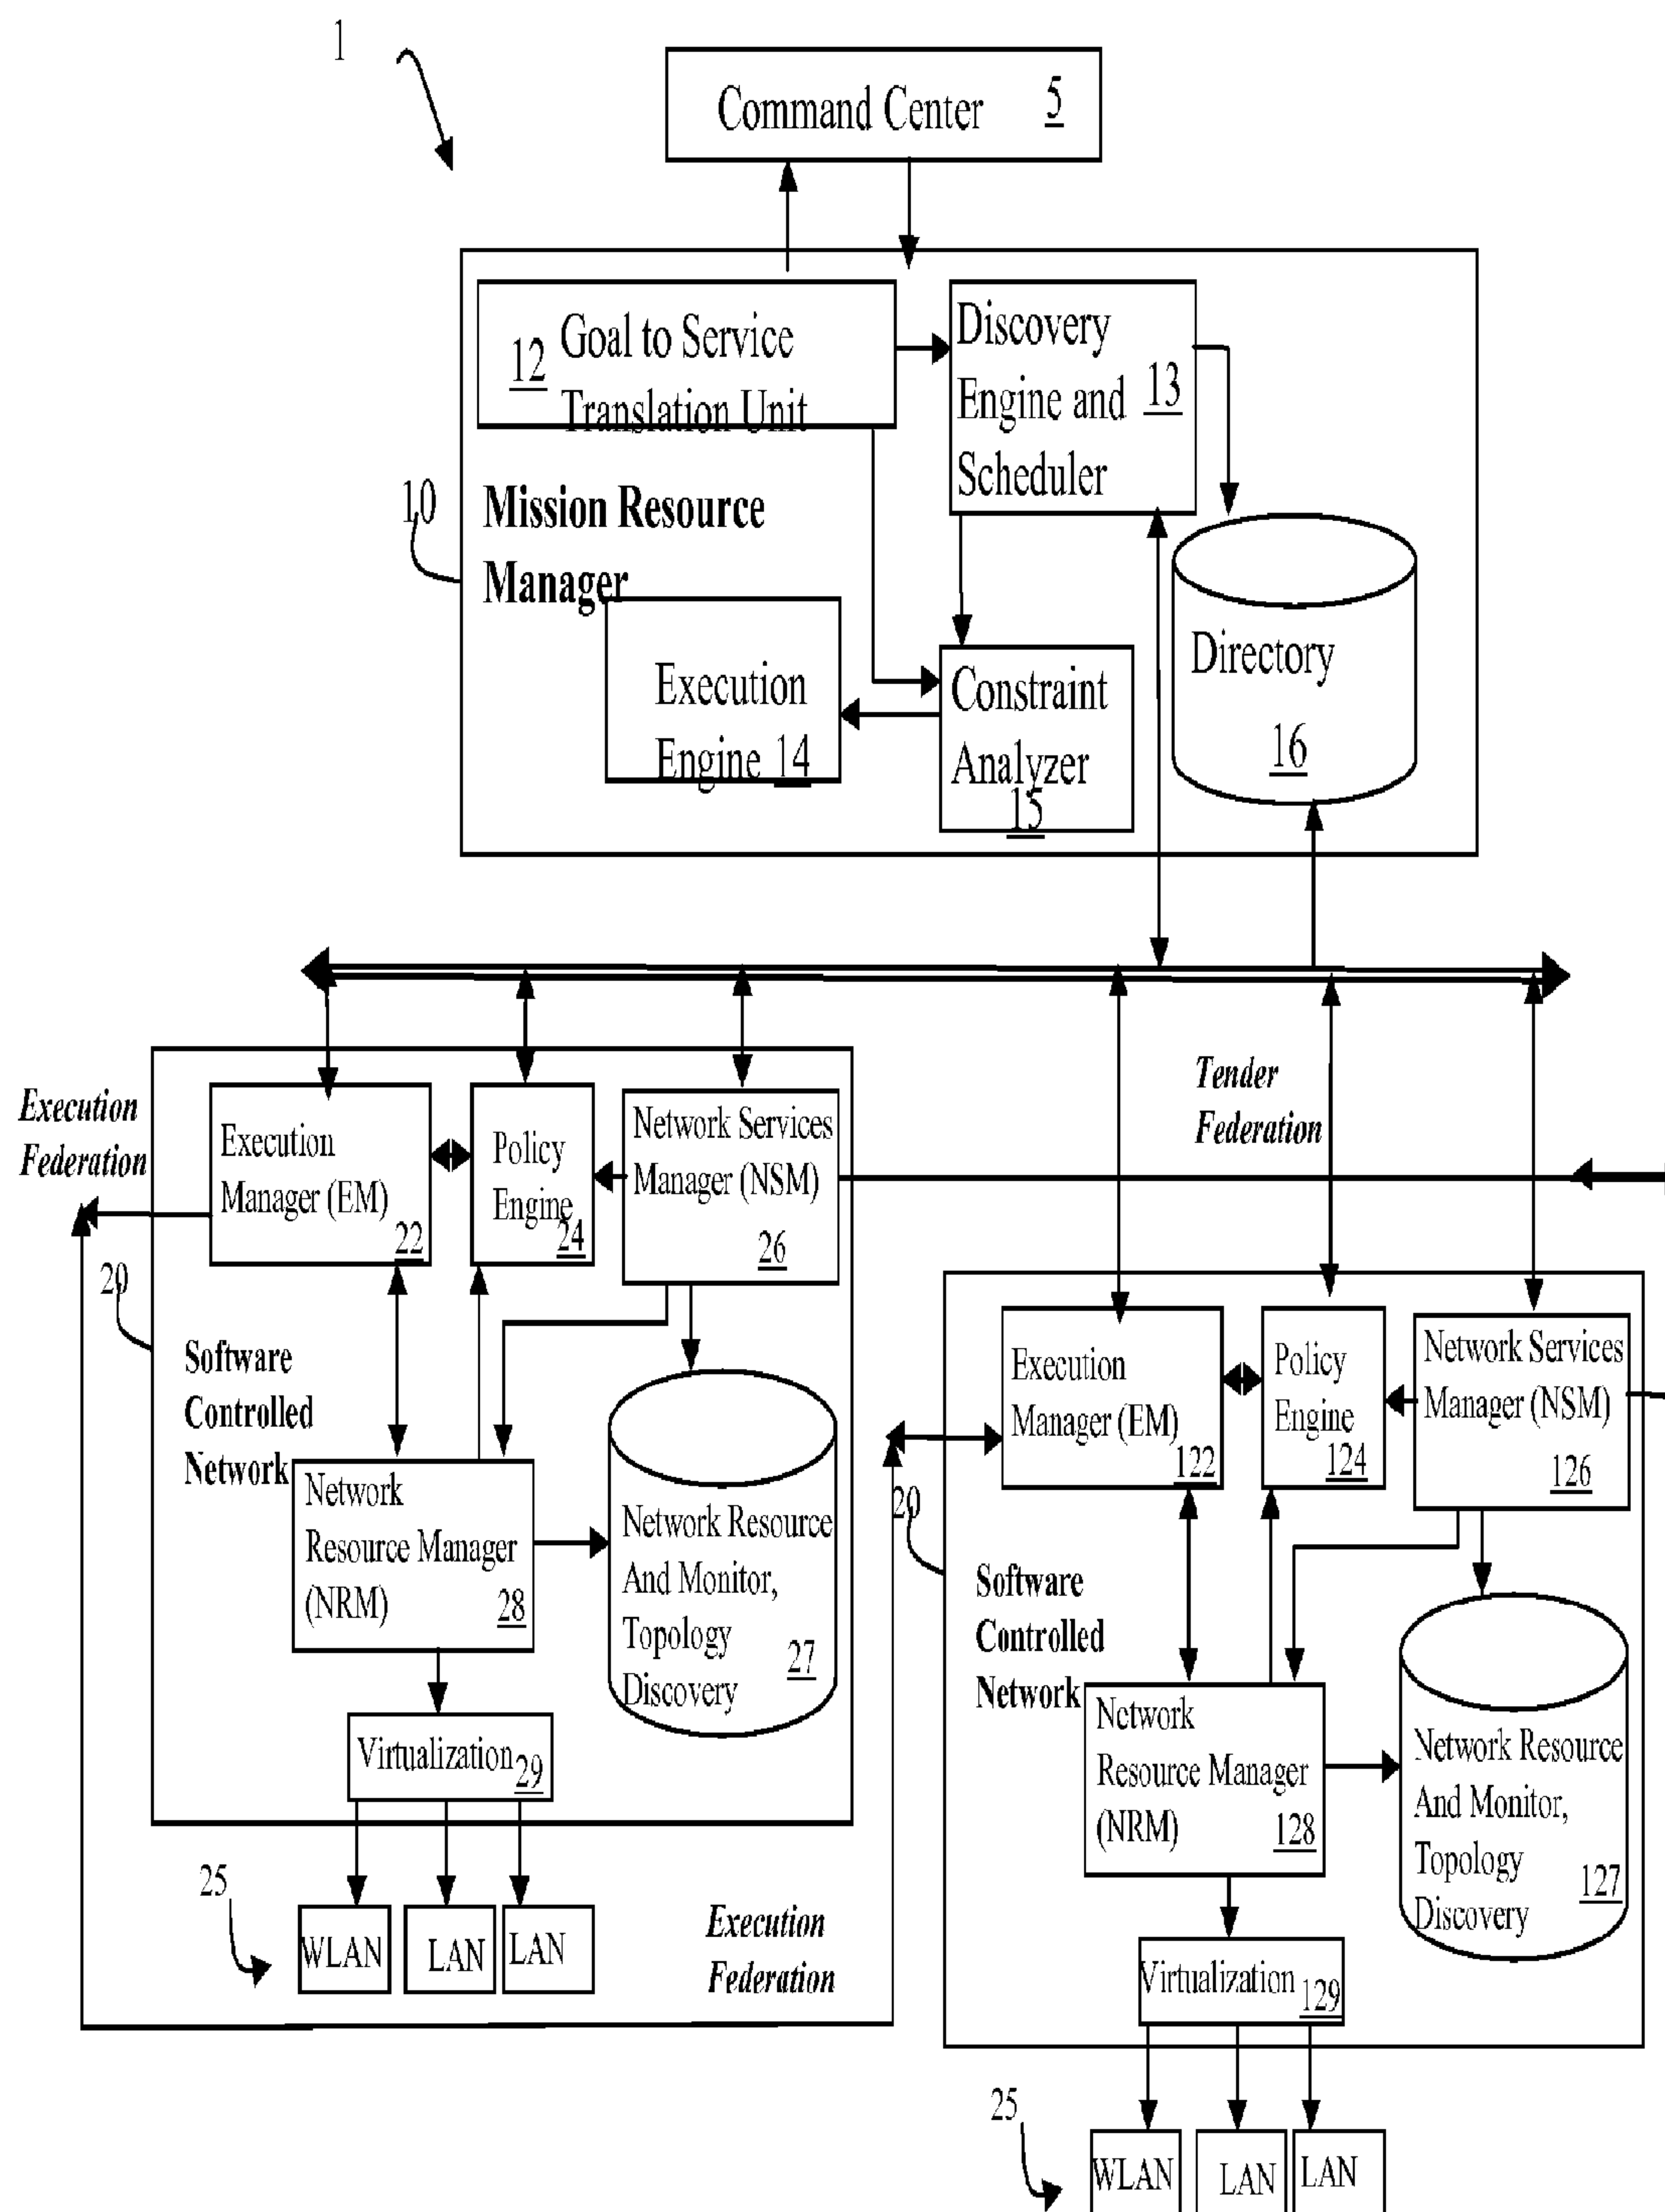 1
Command Center 5
12 Goal to Service
Translation Unit
Discovery
Engine and 13
Scheduler
10
Mission Resource
Manager
Execution
Engine 14
Constraint
Analyzer
15
Directory
16
Execution
Federation
Tender
Federation
Execution
Manager (EM)
22
Policy
Engine
24
Network Services
Manager (NSM)
26
20
Software
Controlled
Network
Network
Resource Manager
(NRM) 28
Network Resource
And Monitor,
Topology
Discovery
27
Virtualization 29
25
WLAN LAN LAN
Execution
Federation
Execution
Manager (EM)
122
Policy
Engine
124
Network Services
Manager (NSM)
126
20
Software
Controlled
Network
Network
Resource Manager
(NRM) 128
Network Resource
And Monitor,
Topology
Discovery
127
Virtualization 129
25
WLAN LAN LAN